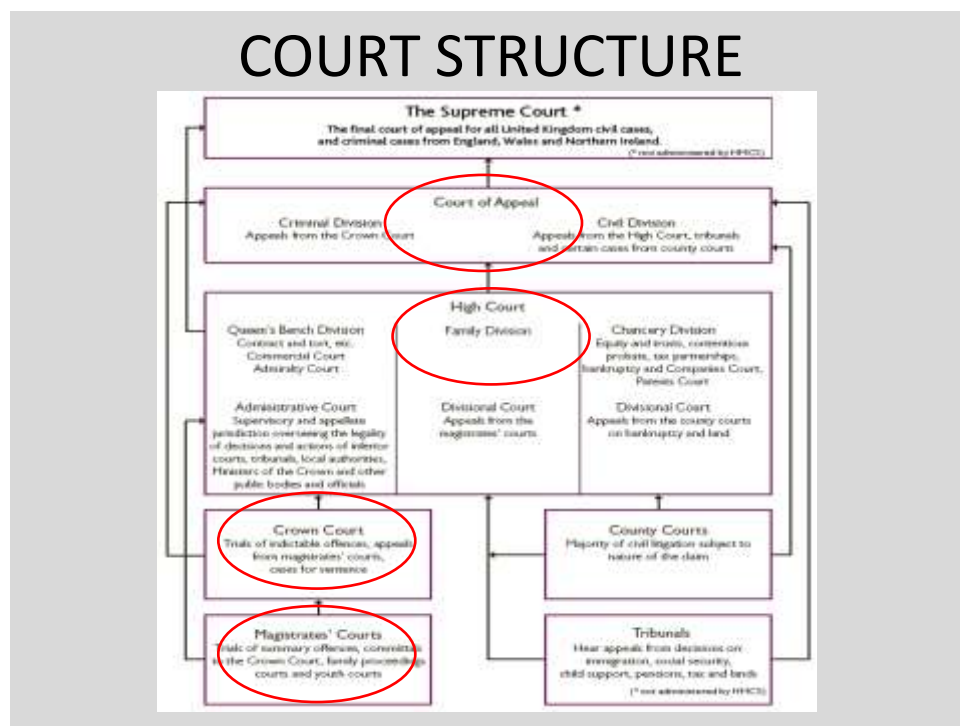 COURT STRUCTURE
The Supreme Court *
The final court of appeal for all United Kingdom civil cases,
and criminal cases from England, Wales and Northern Ireland.
(* not administered by HMCS)
Court of Appeal
Criminal Division
Appeals from the Crown Court
Civil Division
Appeals from the High Court, tribunals
and certain cases from county courts
High Court
Queen's Bench Division
Contract and tort, etc.
Commercial Court
Admiralty Court
Administrative Court
Supervisory and appellate
jurisdiction overseeing the legality
of decisions and actions of inferior
courts, tribunals, local authorities,
Ministers of the Crown and other
public bodies and officials
Family Division
Divisional Court
Appeals from the
magistrates' courts
Chancery Division
Equity and trusts, contentious
probate, tax partnerships,
bankruptcy and Companies Court,
Patents Court
Divisional Court
Appeals from the county courts
on bankruptcy and land
Crown Court
Trials of indictable offences, appeals
from magistrates' courts,
cases for sentence
County Courts
Majority of civil litigation subject to
nature of the claim
Magistrates' Courts
Trials of summary offences, committals
to the Crown Court, family proceedings
courts and youth courts
Tribunals
Hear appeals from decisions on:
immigration, social security,
child support, pensions, tax and lands
(* not administered by HMCS)